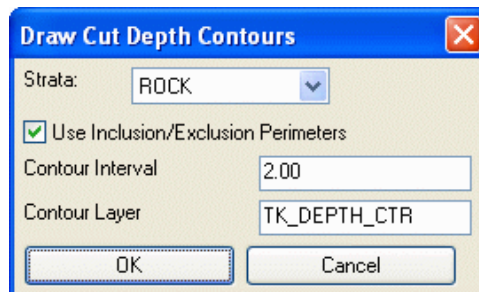 Draw Cut Depth Contours
Strata: ROCK
Use Inclusion/Exclusion Perimeters
Contour Interval 2.00
Contour Layer TK_DEPTH_CTR
OK Cancel